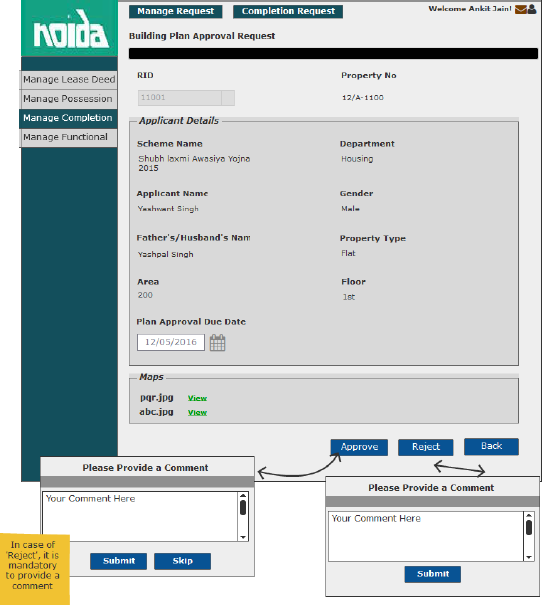 noida
Manage Request
Completion Request
Welcome Ankit Jain!
Building Plan Approval Request
Manage Lease Deed
Manage Possession
Manage Completion
Manage Functional
RID
Property No
11001
12/A-1100
Applicant Details
Scheme Name
Department
Shubh laxmi Awasiya Yojna
2015
Housing
Applicant Name
Gender
Yashwant Singh
Male
Father's/Husband's Nam
Property Type
Yashpal Singh
Flat
Area
Floor
200
1st
Plan Approval Due Date
12/05/2016
Maps
pqr.jpg View
abc.jpg View
Approve
Reject
Back
Please Provide a Comment
Your Comment Here
Submit
Skip
Please Provide a Comment
Your Comment Here
Submit
In case of
'Reject', it is
mandatory
to provide a
comment